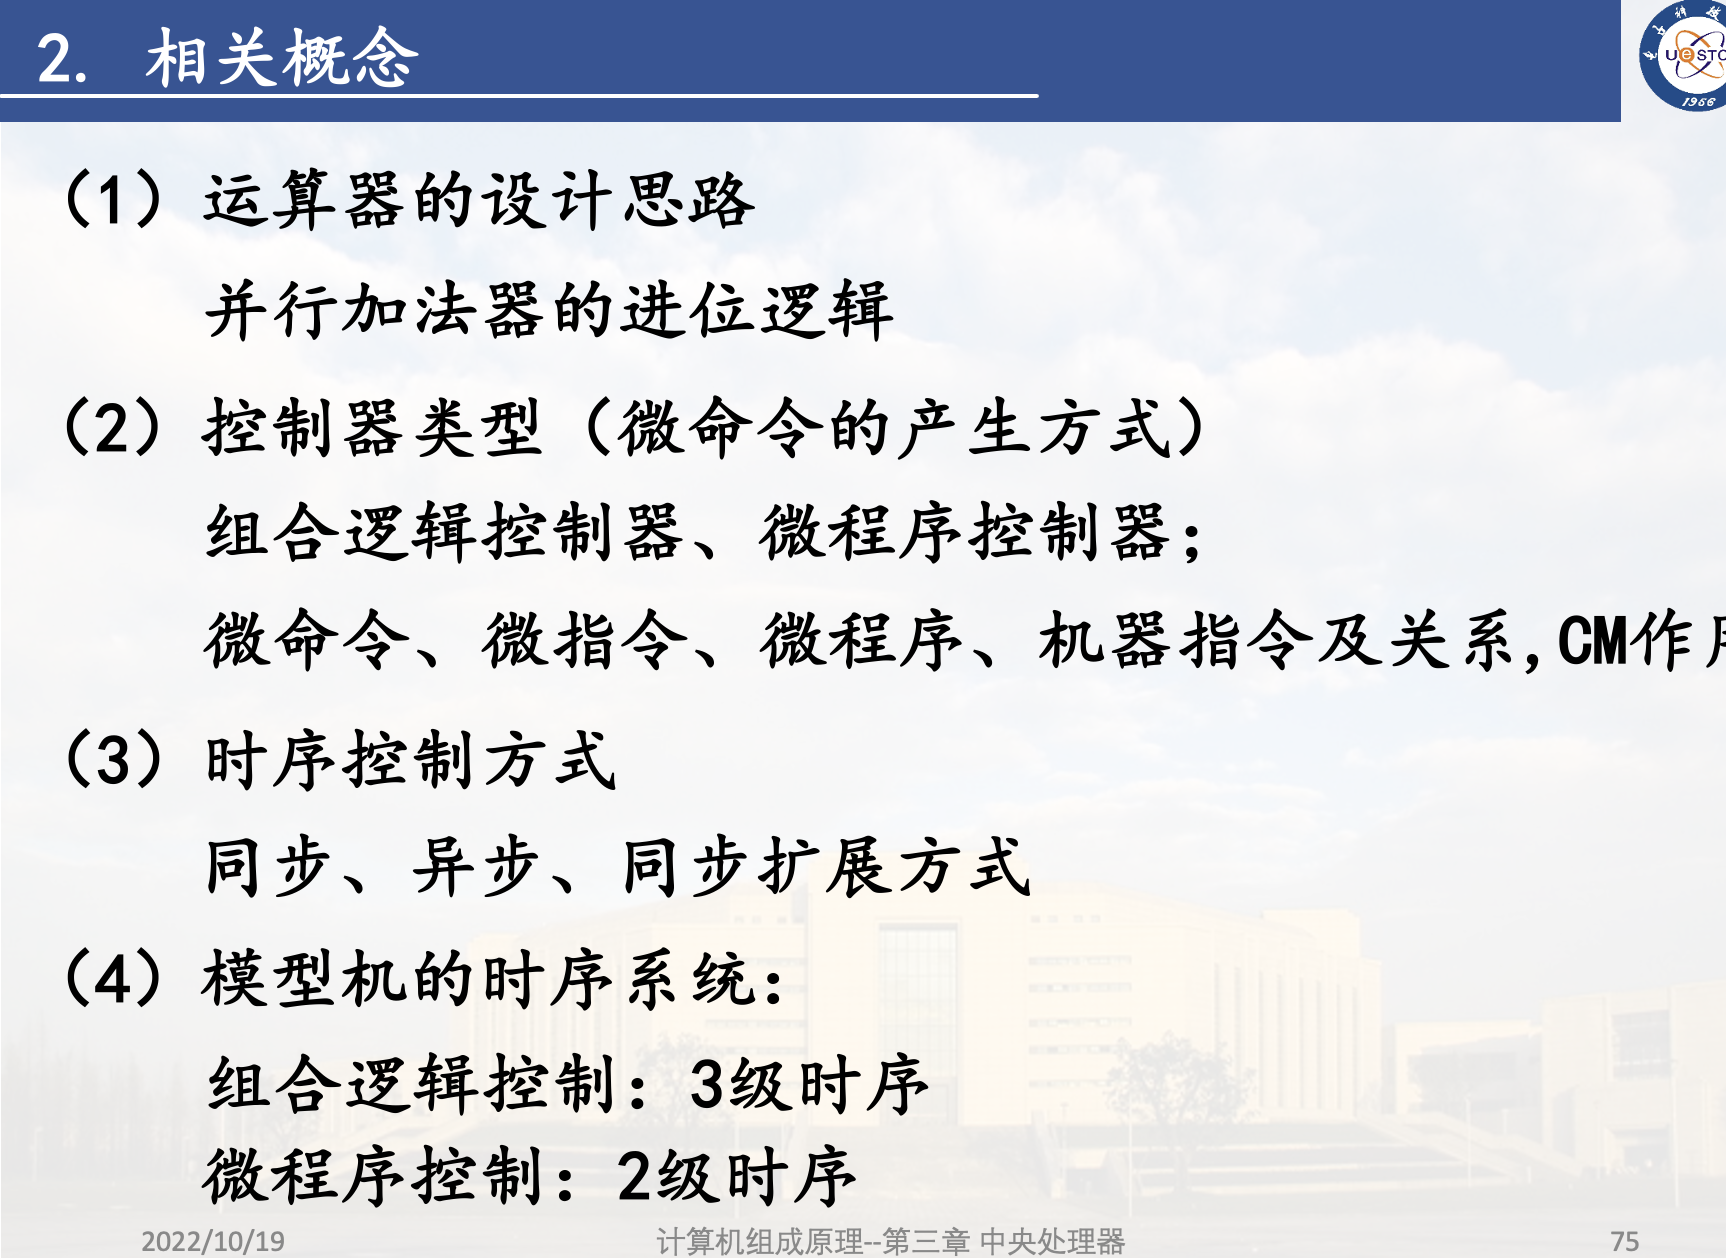 2. 相关概念
UeSTC
1956
（1）运算器的设计思路
并行加法器的进位逻辑
（2）控制器类型（微命令的产生方式）
组合逻辑控制器、微程序控制器；
微命令、微指令、微程序、机器指令及关系,CM作
（3）时序控制方式
同步、异步、同步扩展方式
（4）模型机的时序系统：
组合逻辑控制：3级时序
微程序控制：2级时序
2022/10/19
计算机组成原理--第三章 中央处理器
75